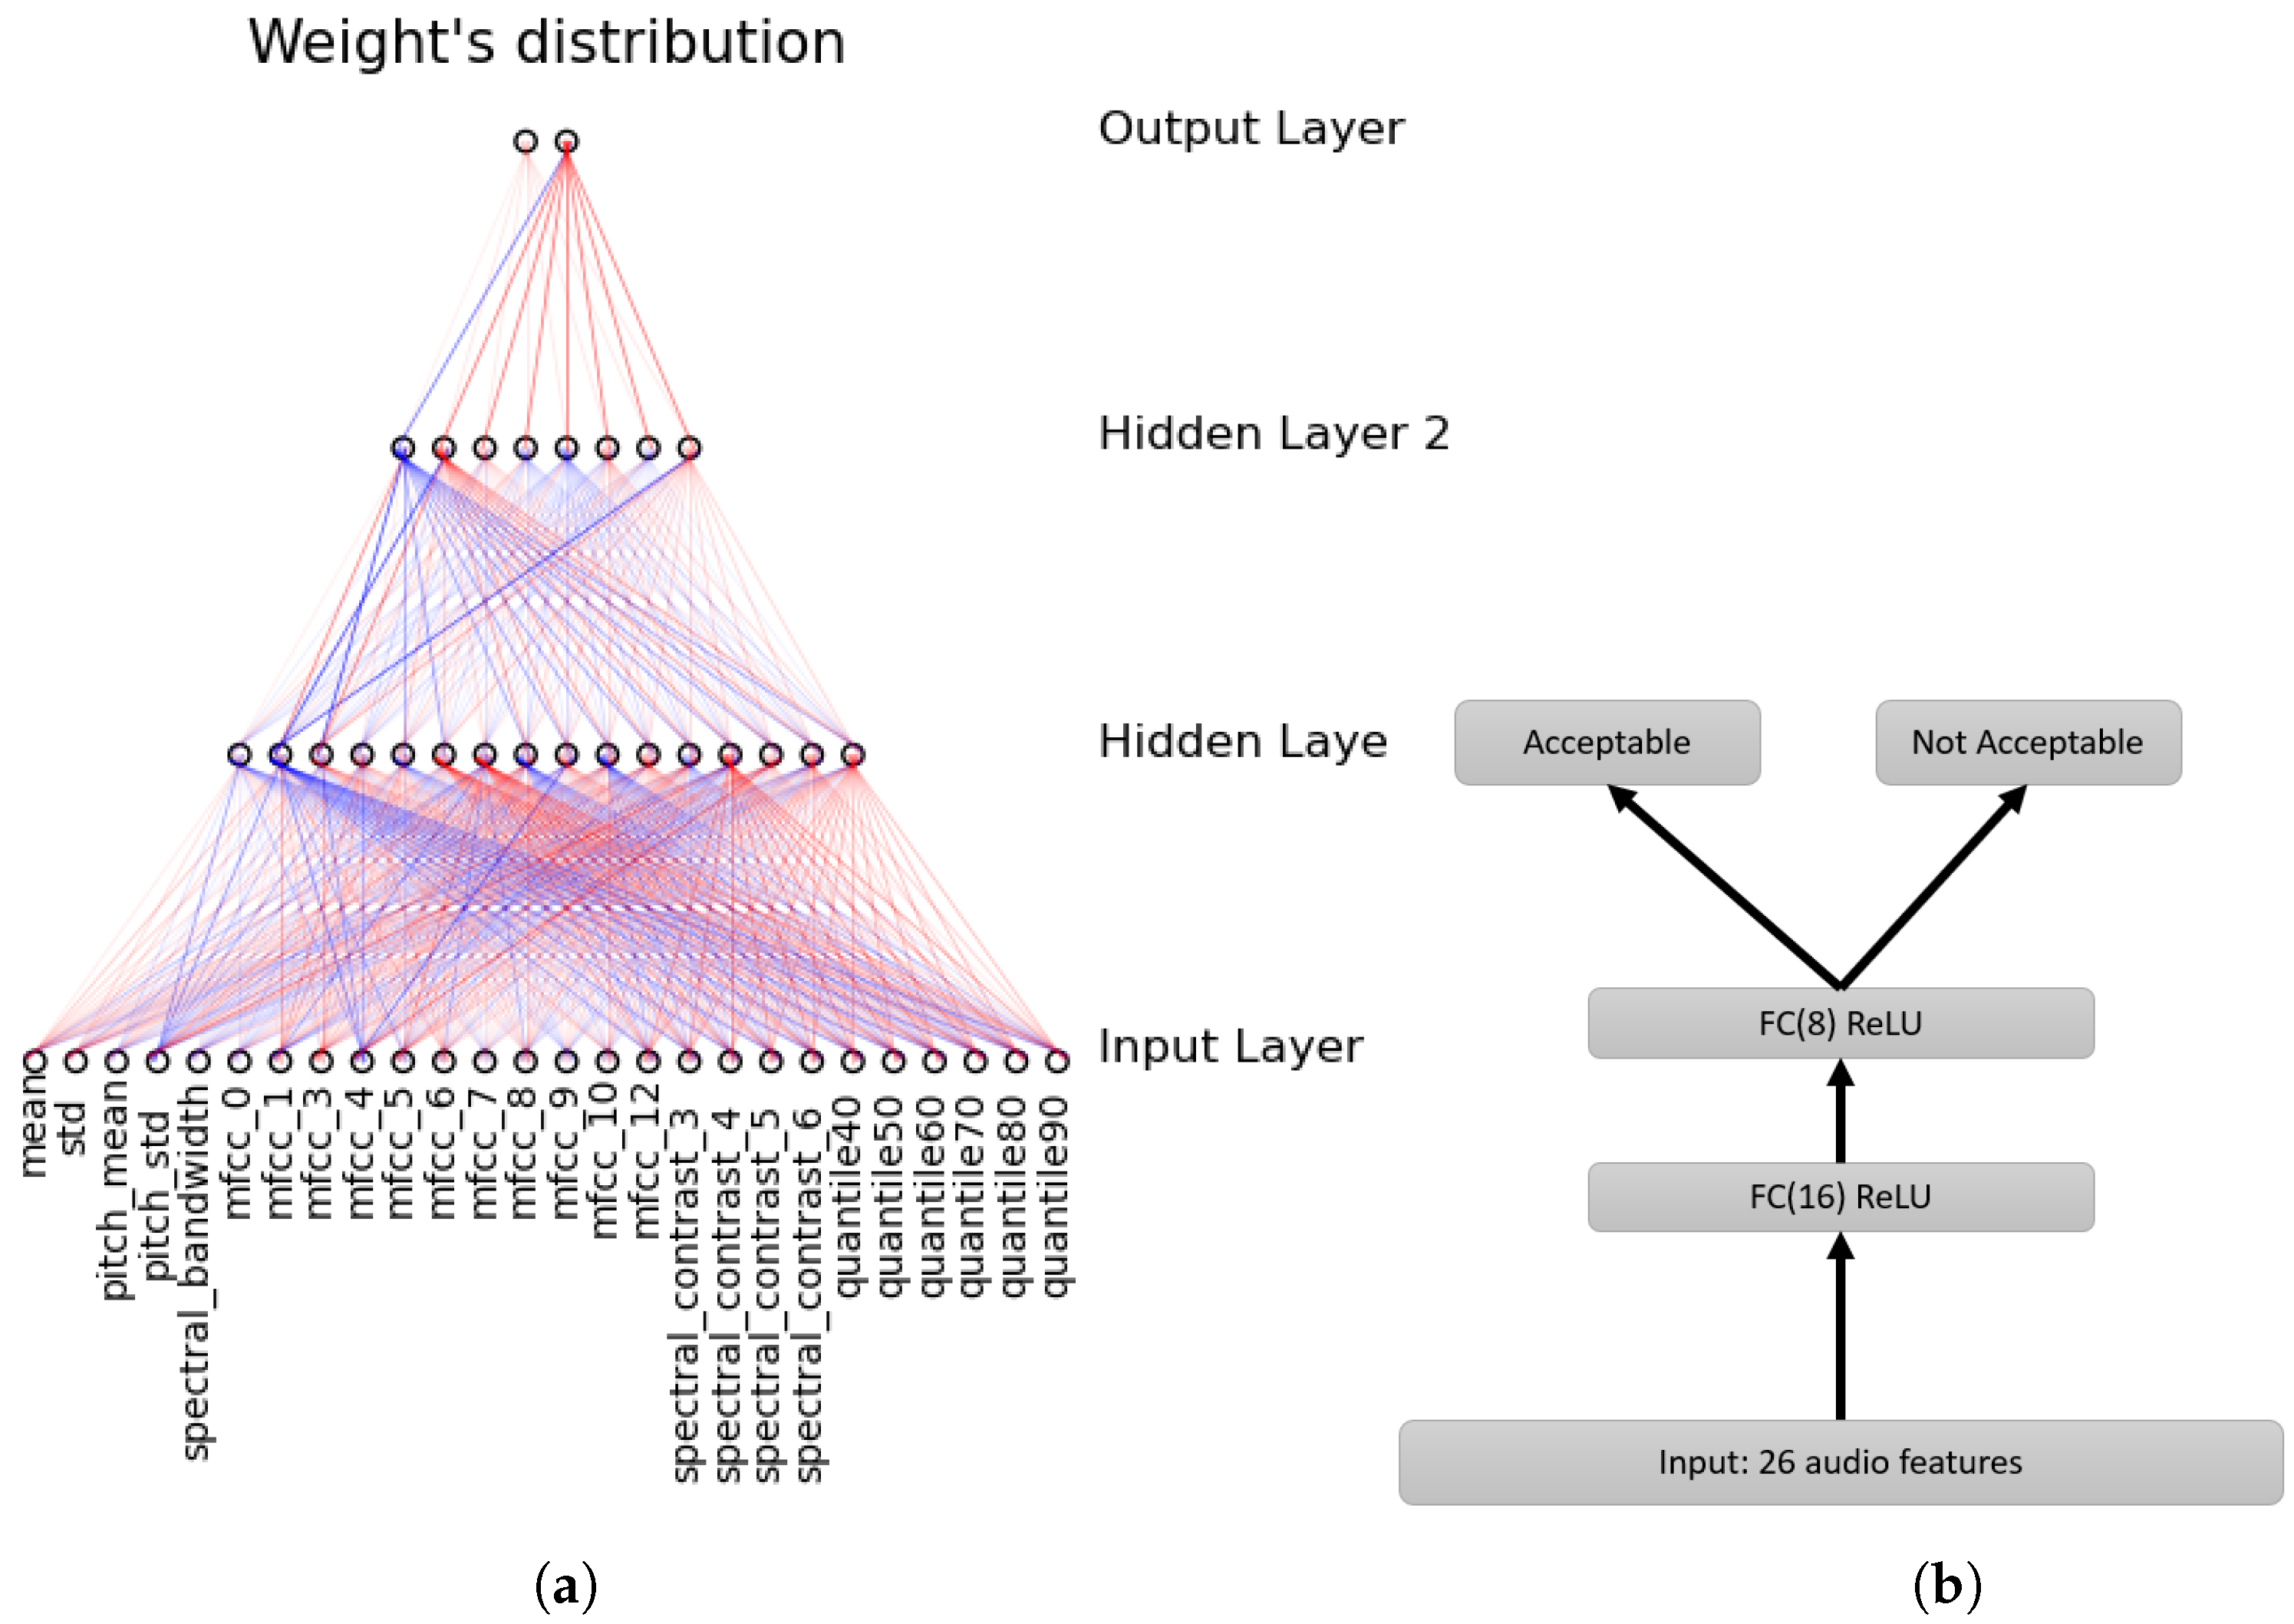 Weight's distribution
Output Layer
Hidden Layer 2
Hidden Laye
Input Layer
mean
std
pitch_mean
pitch_std
spectral_bandwidth
mfcc_0
mfcc_1
mfcc_3
mfcc_4
mfcc_5
mfcc_6
mfcc_7
mfcc_8
mfcc_9
mfcc_10
mfcc_12
spectral_contrast_3
spectral_contrast_4
spectral_contrast_5
spectral_contrast_6
quantile40
quantile50
quantile60
quantile70
quantile80
quantile90
(a)
Acceptable
Not Acceptable
FC(8) ReLU
FC(16) ReLU
Input: 26 audio features
(b)